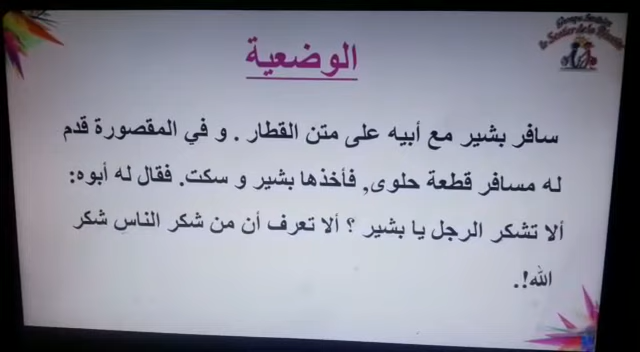 الوضعية
سافر بشير مع أبيه على متن القطار . و في المقصورة قدم
له مسافر قطعة حلوى, فأخذها بشير و سكت. فقال له أبوه:
ألا تشكر الرجل يا بشير ؟ ألا تعرف أن من شكر الناسِ شكر
الله!.